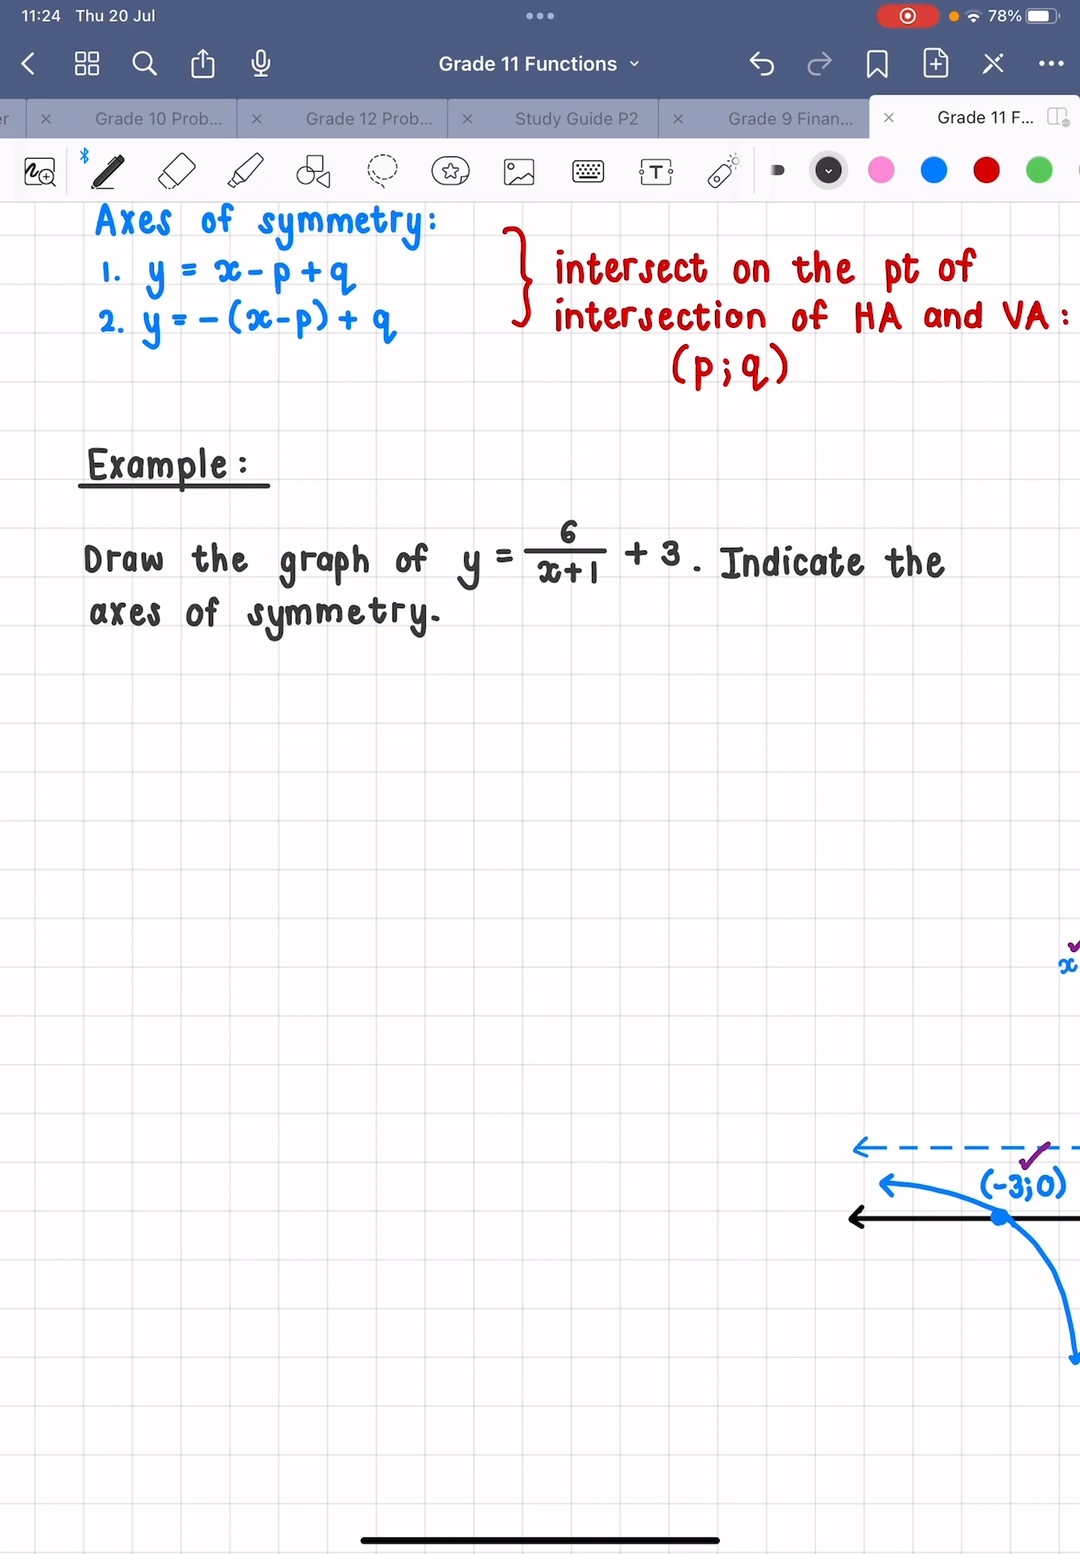 11:24 Thu 20 Jul
78%
Grade 11 Functions
er
Grade 10 Prob...
Grade 12 Prob...
Study Guide P2
Grade 9 Finan...
Grade 11 F...
T
Axes of symmetry:
1. y = x - p + q
2. y = - (x - p) + q
} intersect on the pt of
intersection of HA and VA:
(p;q)
Example:
Draw the graph of y = 6/(x+1) + 3. Indicate the
axes of symmetry.
x
(-3;0)